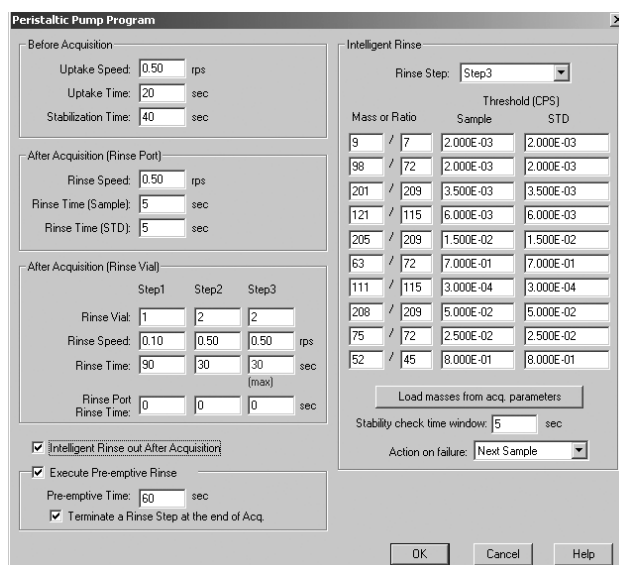 Peristaltic Pump Program
Before Acquisition
Uptake Speed: 0.50 rps
Uptake Time: 20 sec
Stabilization Time: 40 sec
After Acquisition (Rinse Port)
Rinse Speed: 0.50 rps
Rinse Time (Sample): 5 sec
Rinse Time (STD): 5 sec
After Acquisition (Rinse Vial)
Step1 Step2 Step3
Rinse Vial: 1 2 2
Rinse Speed: 0.10 0.50 0.50 rps
Rinse Time: 90 30 30 sec
(max)
Rinse Port
Rinse Time: 0 0 0 sec
Intelligent Rinse out After Acquisition
Execute Pre-emptive Rinse
Pre-emptive Time: 60 sec
Terminate a Rinse Step at the end of Acq.
Intelligent Rinse
Rinse Step: Step3
Threshold (CPS)
Mass or Ratio Sample STD
9 / 7 2.000E-03 2.000E-03
98 / 72 2.000E-03 2.000E-03
201 / 209 3.500E-03 3.500E-03
121 / 115 6.000E-03 6.000E-03
205 / 209 1.500E-02 1.500E-02
63 / 72 7.000E-01 7.000E-01
111 / 115 3.000E-04 3.000E-04
208 / 209 5.000E-02 5.000E-02
75 / 72 2.500E-02 2.500E-02
52 / 45 8.000E-01 8.000E-01
Load masses from acq. parameters
Stability check time window: 5 sec
Action on failure: Next Sample
OK Cancel Help